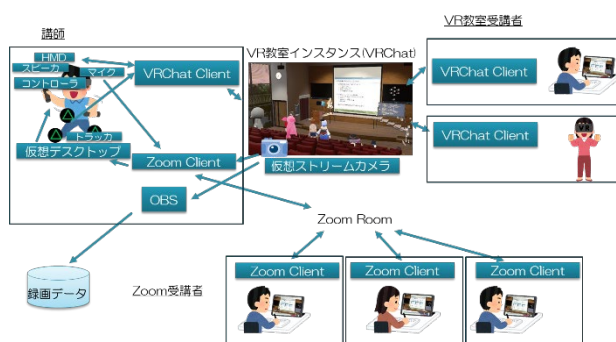 講師
HMD
スピーカ
マイク
コントローラ
トラッカ
仮想デスクトップ
VRChat Client
Zoom Client
OBS
録画データ
VR教室インスタンス(VRChat)
仮想ストリームカメラ
VR教室受講者
VRChat Client
VRChat Client
Zoom Room
Zoom受講者
Zoom Client
Zoom Client
Zoom Client